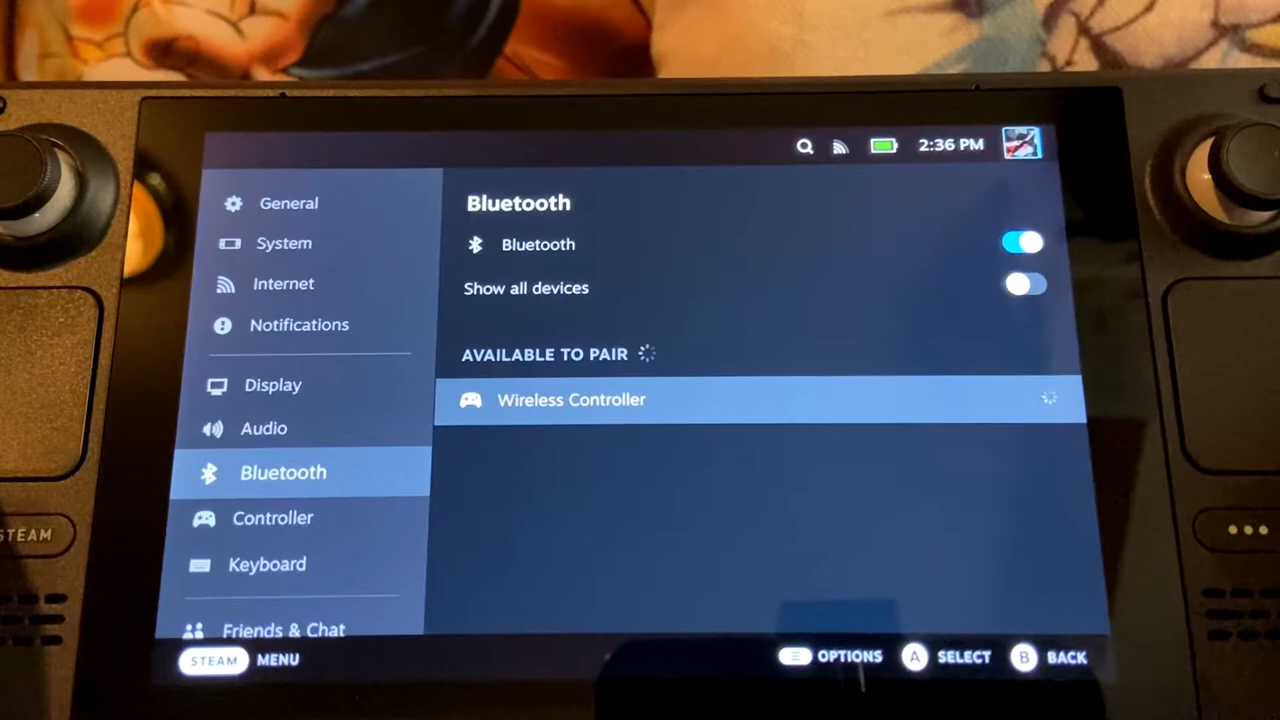 2:36 PM
General
System
Internet
Notifications
Display
Audio
Bluetooth
Controller
Keyboard
Friends & Chat
Bluetooth
Bluetooth
Show all devices
AVAILABLE TO PAIR
Wireless Controller
STEAM
STEAM MENU
OPTIONS A SELECT B BACK